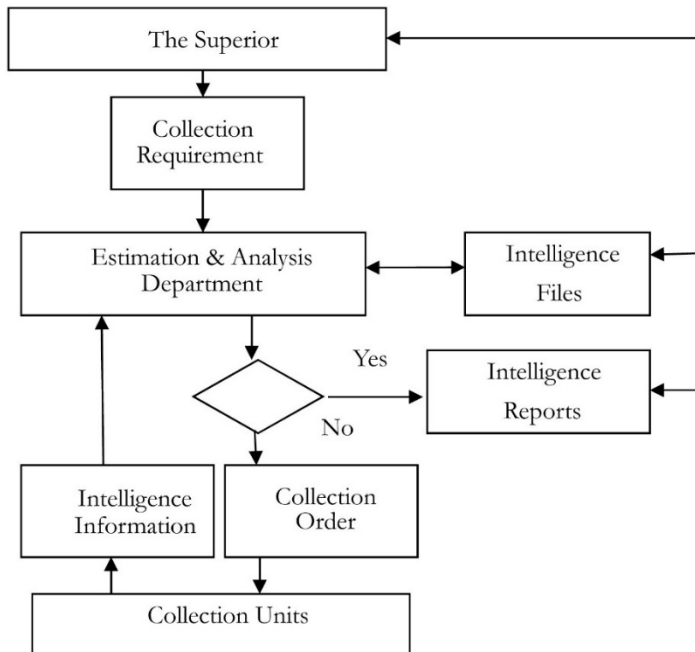 The Superior
Collection
Requirement
Estimation & Analysis
Department
Intelligence
Files
Yes
Intelligence
Reports
No
Intelligence
Information
Collection
Order
Collection Units